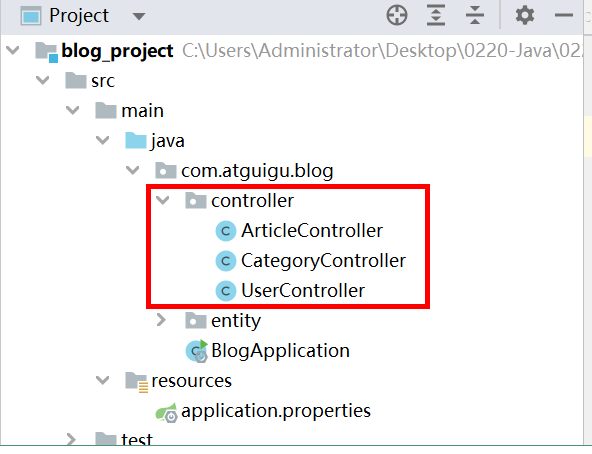 Project
blog_project C:\Users\Administrator\Desktop\0220-Java\02
src
main
java
com.atguigu.blog
controller
C ArticleController
C CategoryController
C UserController
entity
C BlogApplication
resources
application.properties
test